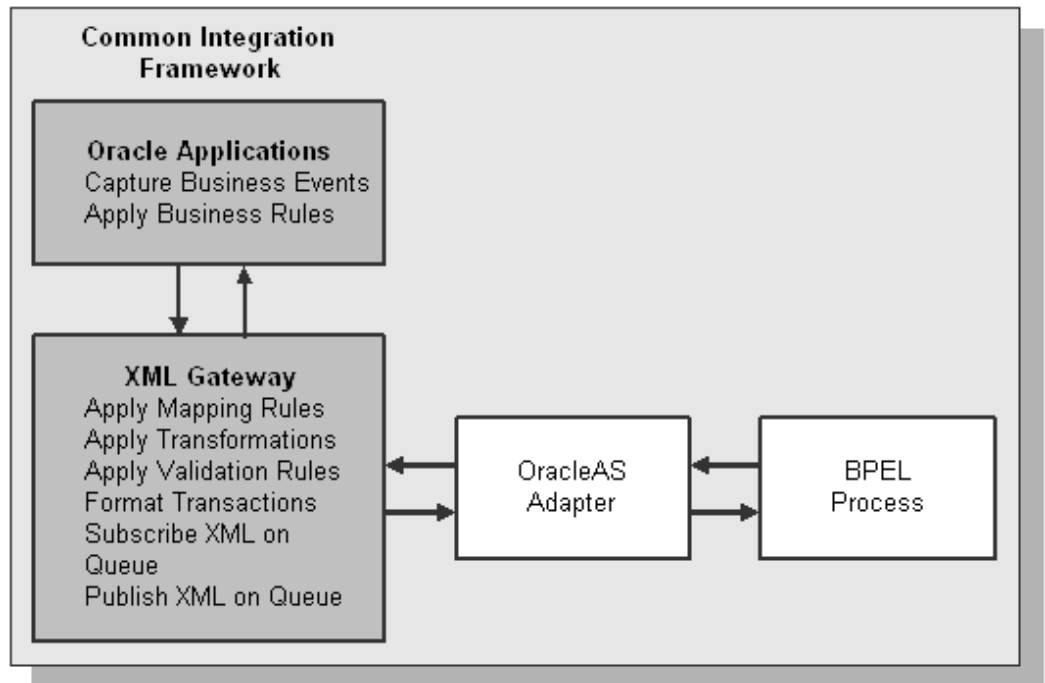 Common Integration
Framework
Oracle Applications
Capture Business Events
Apply Business Rules
XML Gateway
Apply Mapping Rules
Apply Transformations
Apply Validation Rules
Format Transactions
Subscribe XML on
Queue
Publish XML on Queue
OracleAS
Adapter
BPEL
Process